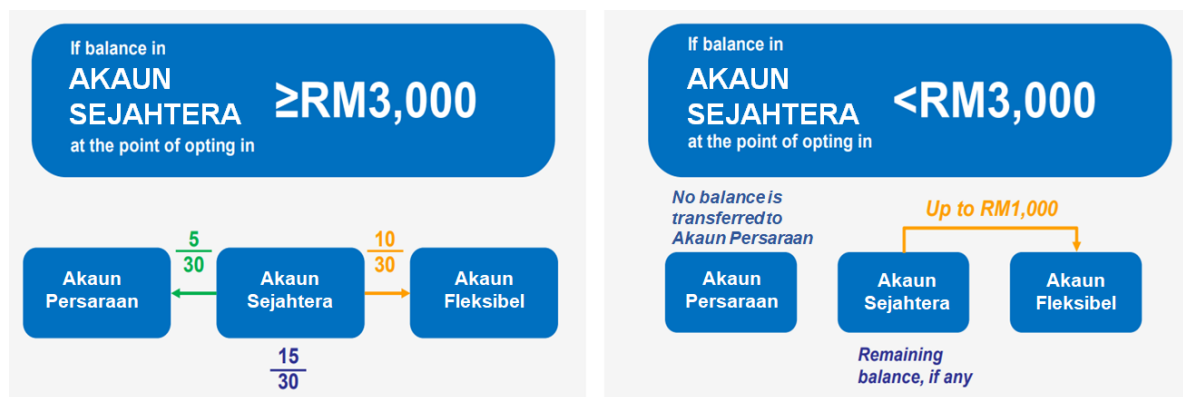 If balance in
AKAUN
SEJAHTERA
≥RM3,000
at the point of opting in
5
30
10
30
Akaun
Persaraan
Akaun
Sejahtera
Akaun
Fleksibel
15
30
If balance in
AKAUN
SEJAHTERA
<RM3,000
at the point of opting in
No balance is
transferred to
Akaun Persaraan
Up to RM1,000
Akaun
Persaraan
Akaun
Sejahtera
Akaun
Fleksibel
Remaining
balance, if any